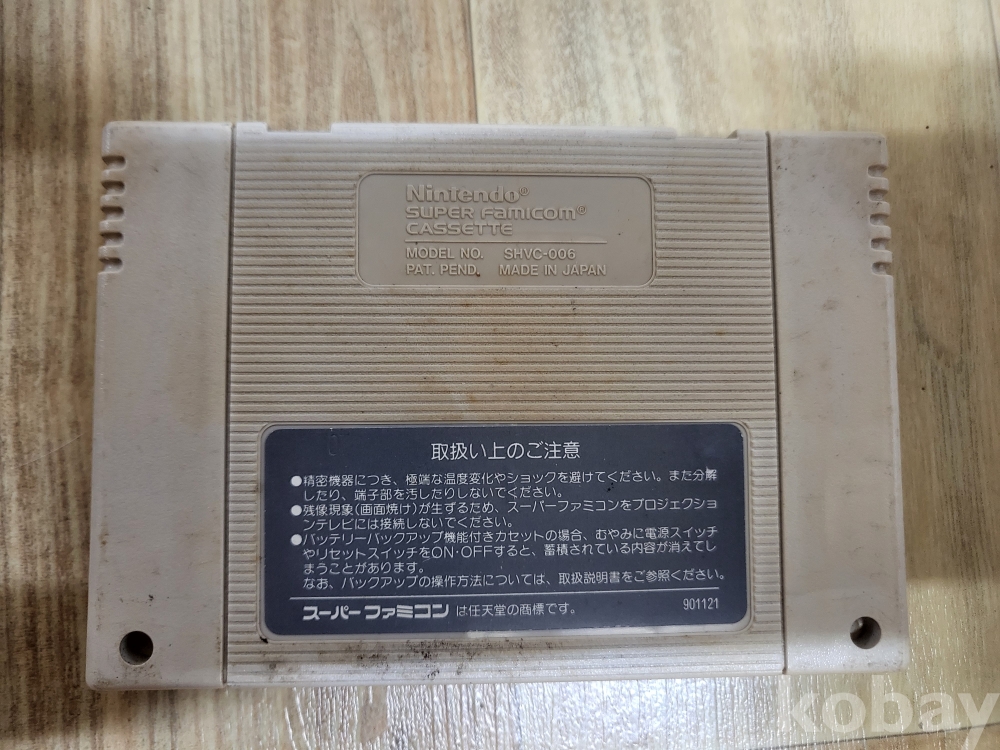 Nintendo®
SUPER FAMICOM®
CASSETTE
MODEL NO. SHVC-006
PAT. PEND. MADE IN JAPAN
取扱い上のご注意
●精密機器につき、極端な温度変化やショックを避けてください。また分解
したり、端子部を汚したりしないでください。
●残像現象(画面焼け)が生ずるため、スーパーファミコンをプロジェクショ
ンテレビには接続しないでください。
●バッテリーバックアップ機能付きカセットの場合、むやみに電源スイッチ
やリセットスイッチをON・OFFすると、蓄積されている内容が消えてし
まうことがあります。
なお、バックアップの操作方法については、取扱説明書をご参照ください。
スーパーファミコン は任天堂の商標です。 901121
kobay